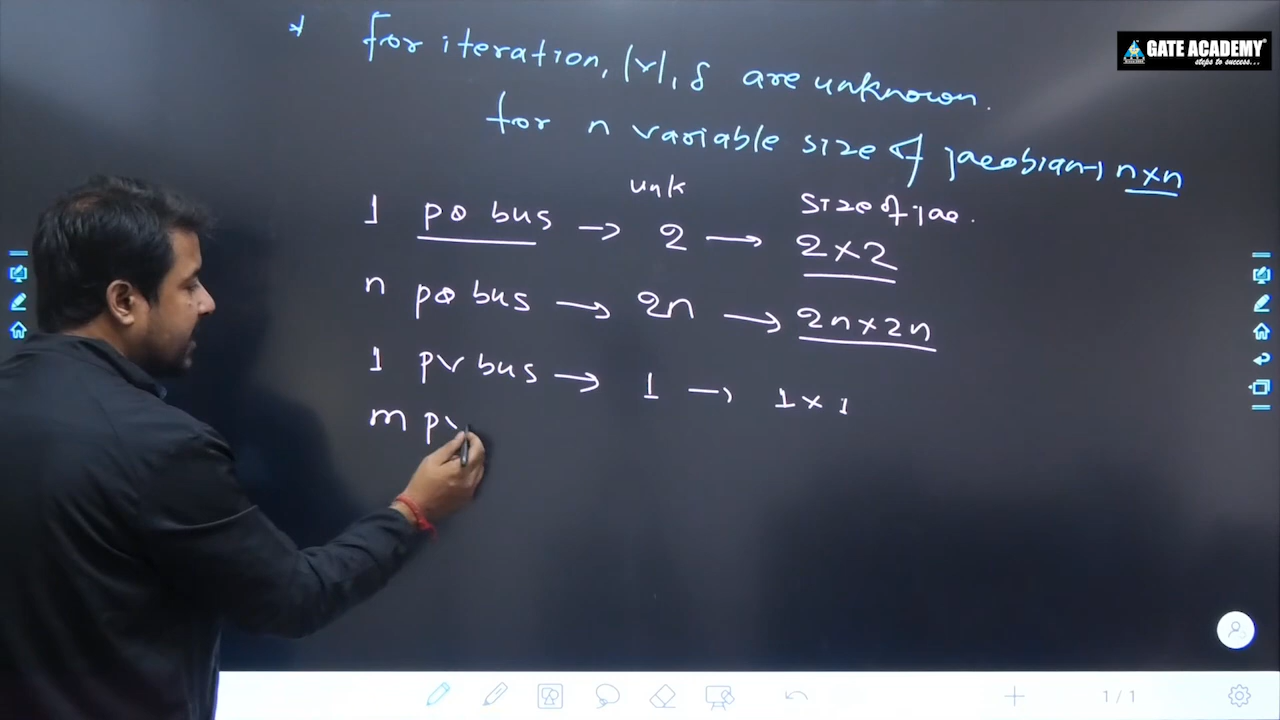 GATE ACADEMY
steps to success...
* for iteration, |v|, δ are unknown.
for n variable size of jacobian → n×n
unk size of jac.
1 PQ bus → 2 → 2×2
n PQ bus → 2n → 2n×2n
1 PV bus → 1 → 1×1
m PV
1/1